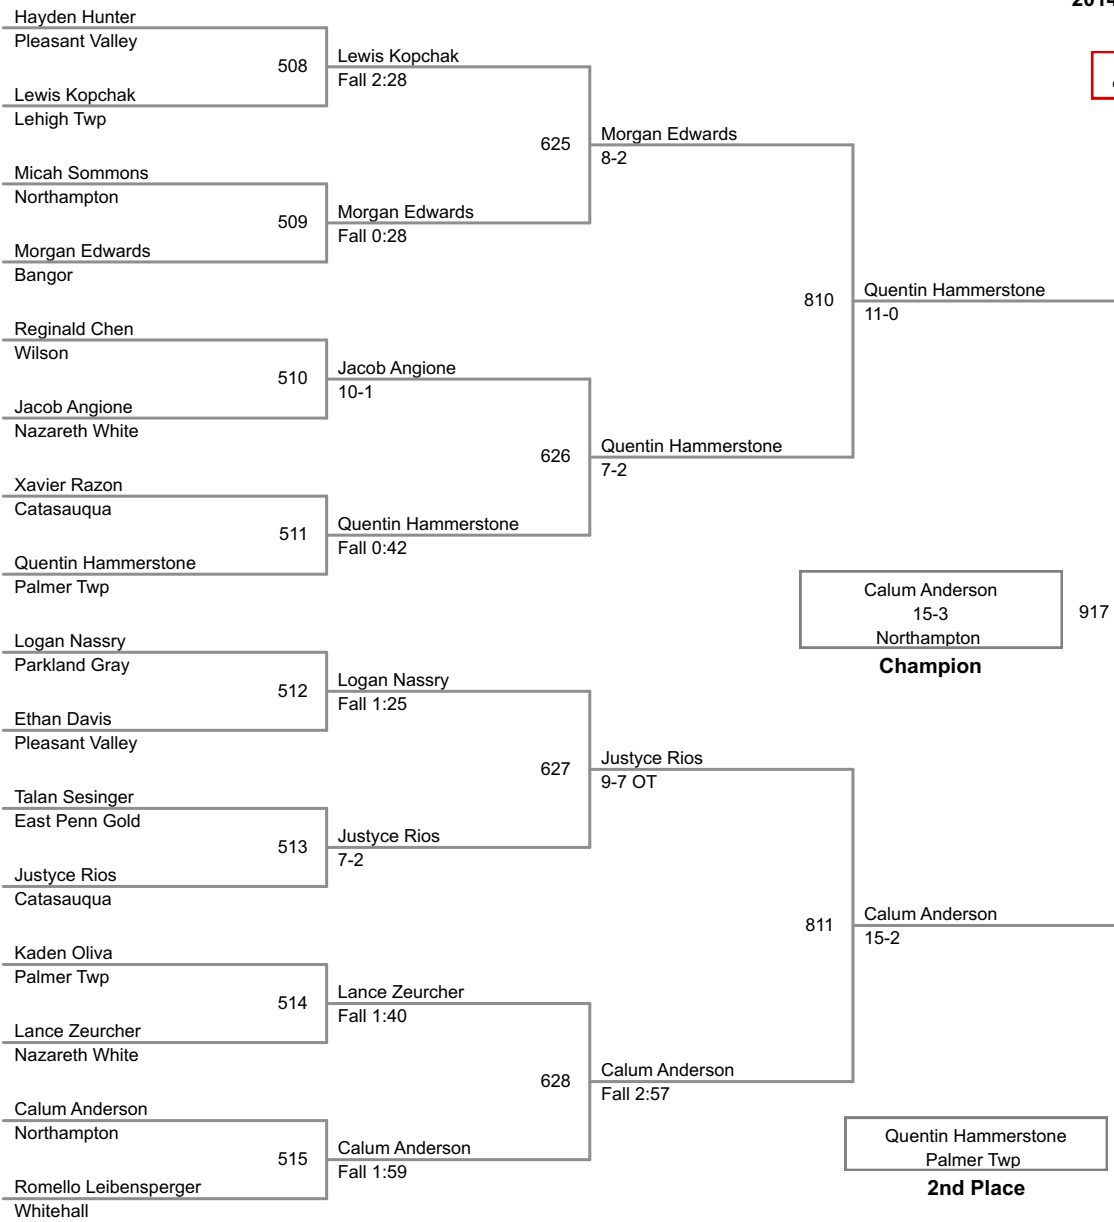 2014
Hayden Hunter
Pleasant Valley
508
Lewis Kopchak
Fall 2:28
Lewis Kopchak
Lehigh Twp
625
Morgan Edwards
8-2
Micah Sommons
Northampton
509
Morgan Edwards
Fall 0:28
Morgan Edwards
Bangor
810
Quentin Hammerstone
11-0
Reginald Chen
Wilson
510
Jacob Angione
10-1
Jacob Angione
Nazareth White
626
Quentin Hammerstone
7-2
Xavier Razon
Catasauqua
511
Quentin Hammerstone
Fall 0:42
Quentin Hammerstone
Palmer Twp
Calum Anderson
15-3
Northampton
917
Champion
Logan Nassry
Parkland Gray
512
Logan Nassry
Fall 1:25
Ethan Davis
Pleasant Valley
627
Justyce Rios
9-7 OT
Talan Sesinger
East Penn Gold
513
Justyce Rios
7-2
Justyce Rios
Catasauqua
811
Calum Anderson
15-2
Kaden Oliva
Palmer Twp
514
Lance Zeurcher
Fall 1:40
Lance Zeurcher
Nazareth White
628
Calum Anderson
Fall 2:57
Calum Anderson
Northampton
515
Calum Anderson
Fall 1:59
Romello Leibensperger
Whitehall
Quentin Hammerstone
Palmer Twp
2nd Place